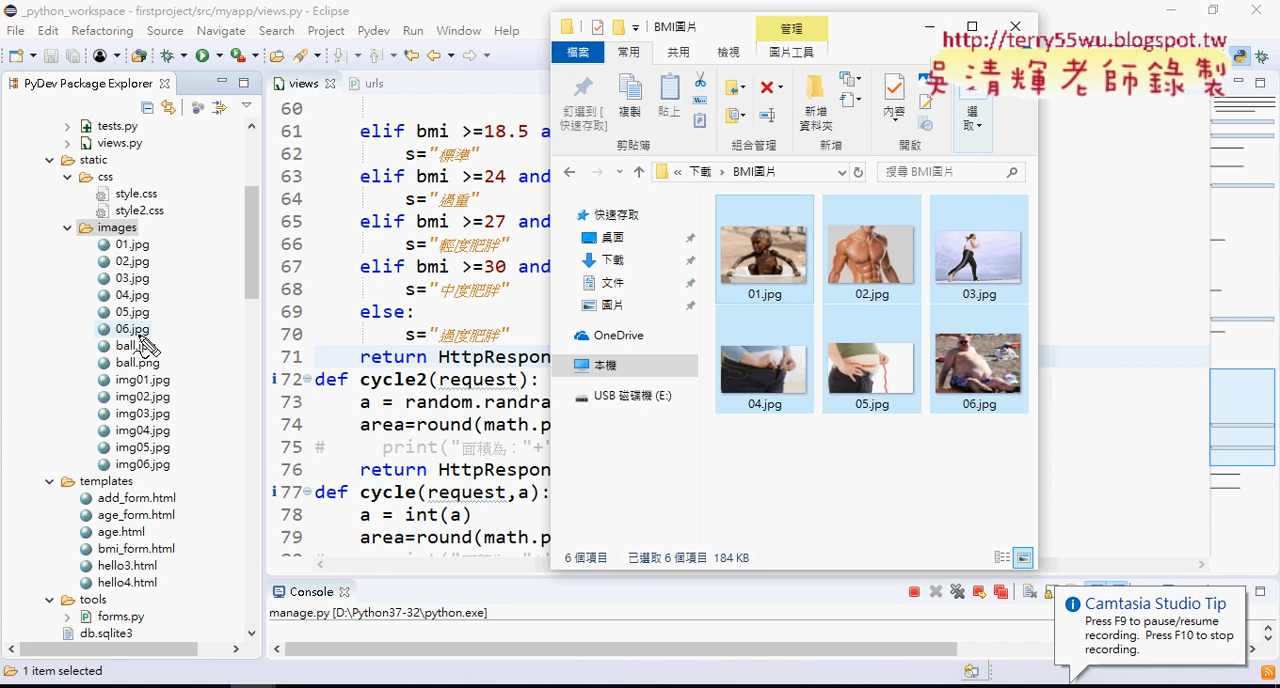 _python_workspace - firstproject/src/myapp/views.py - Eclipse
File Edit Refactoring Source Navigate Search Project Pydev Run Window Help
PyDev Package Explorer
tests.py
views.py
static
css
style.css
style2.css
images
01.jpg
02.jpg
03.jpg
04.jpg
05.jpg
06.jpg
ball.
ball.png
img01.jpg
img02.jpg
img03.jpg
img04.jpg
img05.jpg
img06.jpg
templates
add_form.html
age_form.html
age.html
bmi_form.html
hello3.html
hello4.html
tools
forms.py
db.sqlite3
1 item selected
views urls
60
61 elif bmi >=18.5 a
62 s="標準"
63 elif bmi >=24 and
64 s="過重"
65 elif bmi >=27 and
66 s="輕度肥胖"
67 elif bmi >=30 and
68 s="中度肥胖"
69 else:
70 s="過度肥胖"
71 return HttpRespon
72 def cycle2(request):
73 a = random.randra
74 area=round(math.p
75 # print("面積為："+
76 return HttpRespon
77 def cycle(request,a):
78 a = int(a)
79 area=round(math.p
BMI圖片
管理
檔案 常用 共用 檢視 圖片工具
釘選到 [快速存取]
複製
貼上
剪貼簿
組合管理
新增資料夾
新增
內容
開啟
選取
« 下載 › BMI圖片
搜尋 BMI圖片
快速存取
桌面
下載
文件
圖片
OneDrive
本機
USB 磁碟機 (E:)
01.jpg 02.jpg 03.jpg
04.jpg 05.jpg 06.jpg
6 個項目 已選取 6 個項目 184 KB
http://terry55wu.blogspot.tw
吳清輝老師錄製
Console
manage.py [D:\Python37-32\python.exe]
Camtasia Studio Tip
Press F9 to pause/resume
recording. Press F10 to stop
recording.